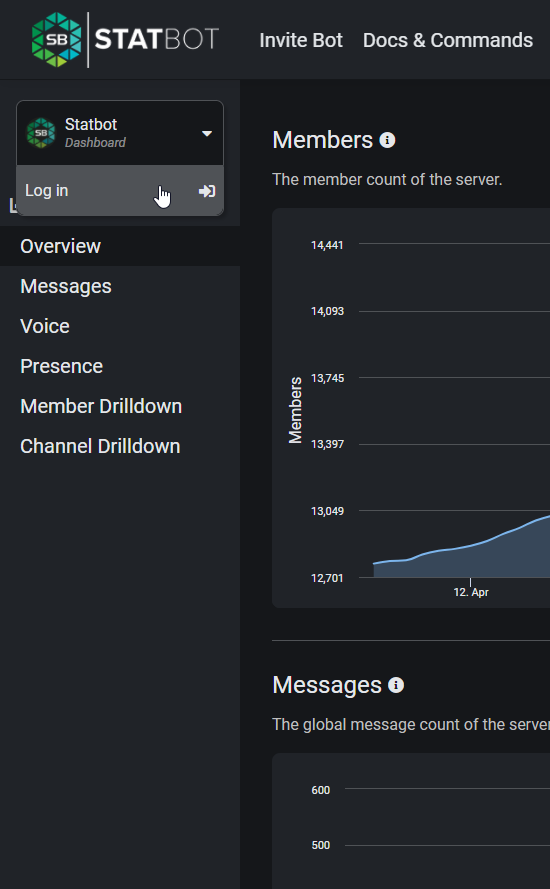 SB STATBOT
Invite Bot
Docs & Commands
SB
Statbot
Dashboard
Log in
Overview
Messages
Voice
Presence
Member Drilldown
Channel Drilldown
Members
The member count of the server.
14,441
14,093
13,745
13,397
13,049
12,701
Members
12. Apr
Messages
The global message count of the server
600
500